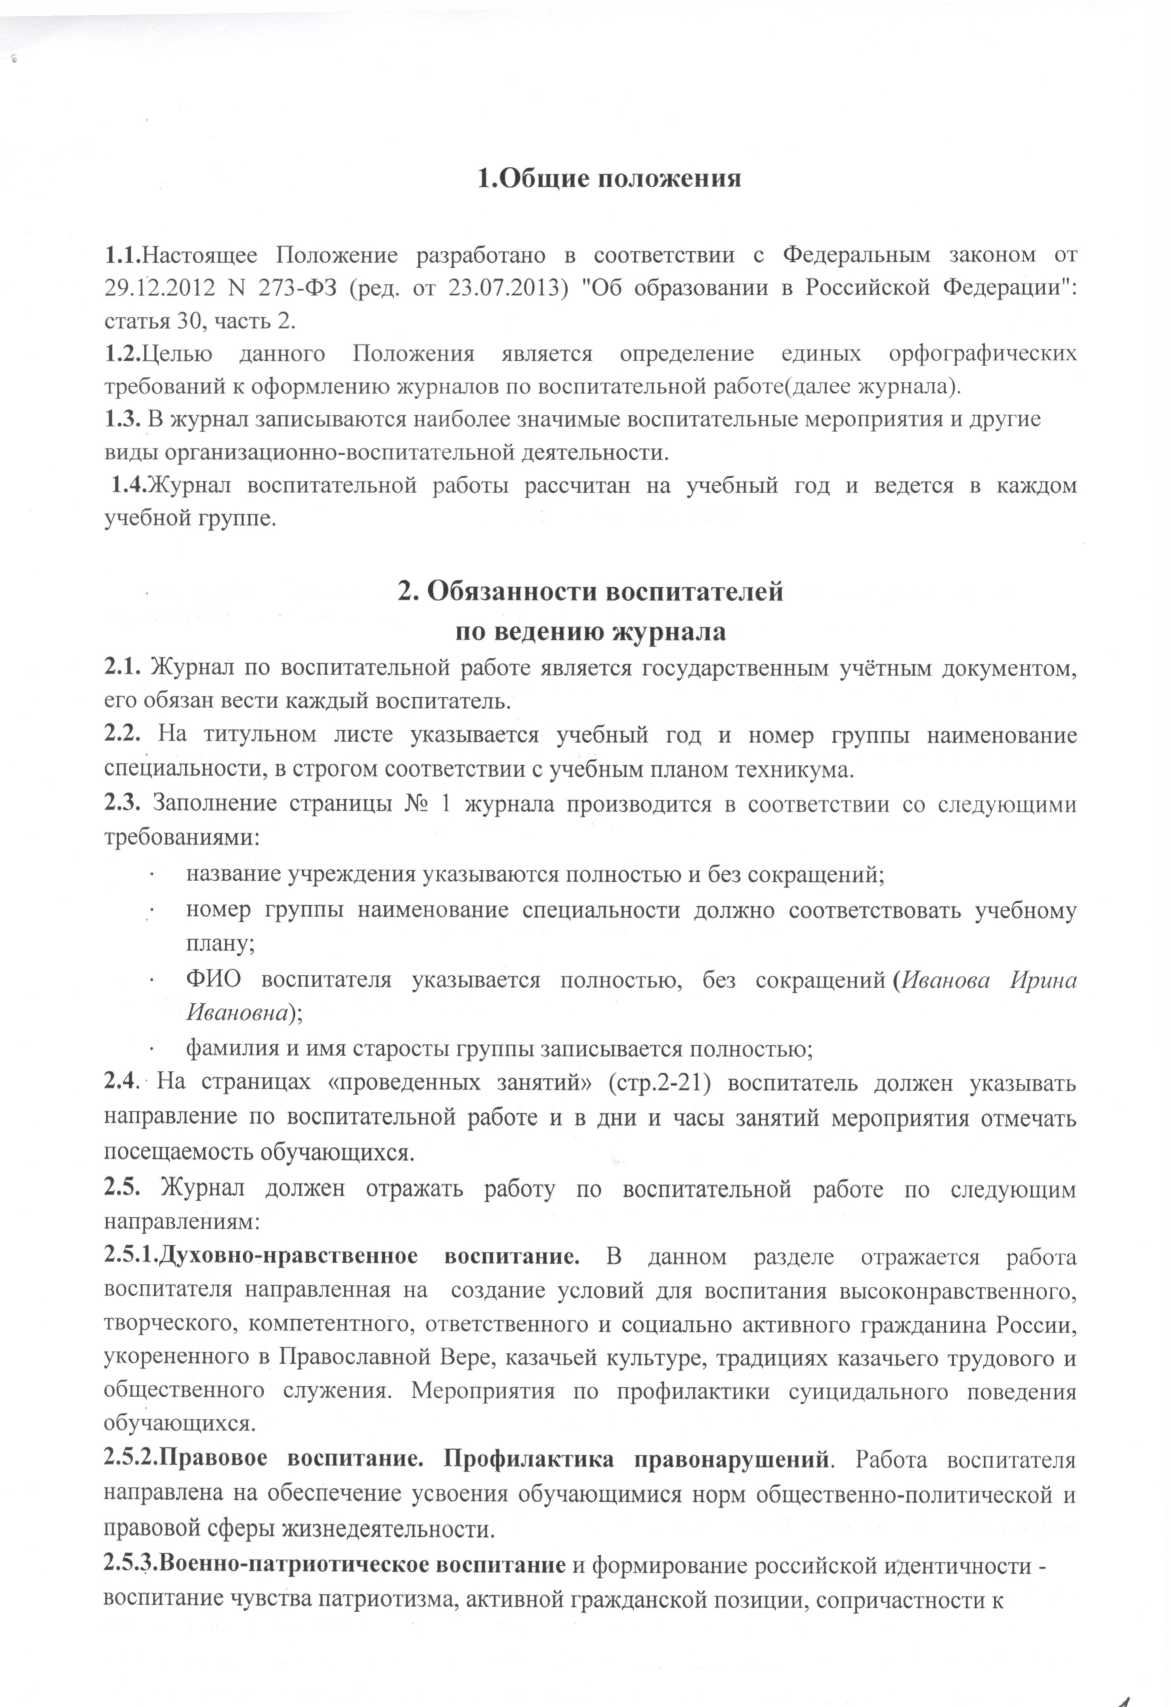 1.Общие положения
1.1.Настоящее Положение разработано в соответствии с Федеральным законом от
29.12.2012 N 273-ФЗ (ред. от 23.07.2013) "Об образовании в Российской Федерации":
статья 30, часть 2.
1.2.Целью данного Положения является определение единых орфографических
требований к оформлению журналов по воспитательной работе(далее журнала).
1.3. В журнал записываются наиболее значимые воспитательные мероприятия и другие
виды организационно-воспитательной деятельности.
1.4.Журнал воспитательной работы рассчитан на учебный год и ведется в каждом
учебной группе.
2. Обязанности воспитателей
по ведению журнала
2.1. Журнал по воспитательной работе является государственным учётным документом,
его обязан вести каждый воспитатель.
2.2. На титульном листе указывается учебный год и номер группы наименование
специальности, в строгом соответствии с учебным планом техникума.
2.3. Заполнение страницы № 1 журнала производится в соответствии со следующими
требованиями:
· название учреждения указываются полностью и без сокращений;
· номер группы наименование специальности должно соответствовать учебному
плану;
· ФИО воспитателя указывается полностью, без сокращений (Иванова Ирина
Ивановна);
· фамилия и имя старосты группы записывается полностью;
2.4. На страницах «проведенных занятий» (стр.2-21) воспитатель должен указывать
направление по воспитательной работе и в дни и часы занятий мероприятия отмечать
посещаемость обучающихся.
2.5. Журнал должен отражать работу по воспитательной работе по следующим
направлениям:
2.5.1.Духовно-нравственное воспитание. В данном разделе отражается работа
воспитателя направленная на создание условий для воспитания высоконравственного,
творческого, компетентного, ответственного и социально активного гражданина России,
укорененного в Православной Вере, казачьей культуре, традициях казачьего трудового и
общественного служения. Мероприятия по профилактики суицидального поведения
обучающихся.
2.5.2.Правовое воспитание. Профилактика правонарушений. Работа воспитателя
направлена на обеспечение усвоения обучающимися норм общественно-политической и
правовой сферы жизнедеятельности.
2.5.3.Военно-патриотическое воспитание и формирование российской идентичности -
воспитание чувства патриотизма, активной гражданской позиции, сопричастности к